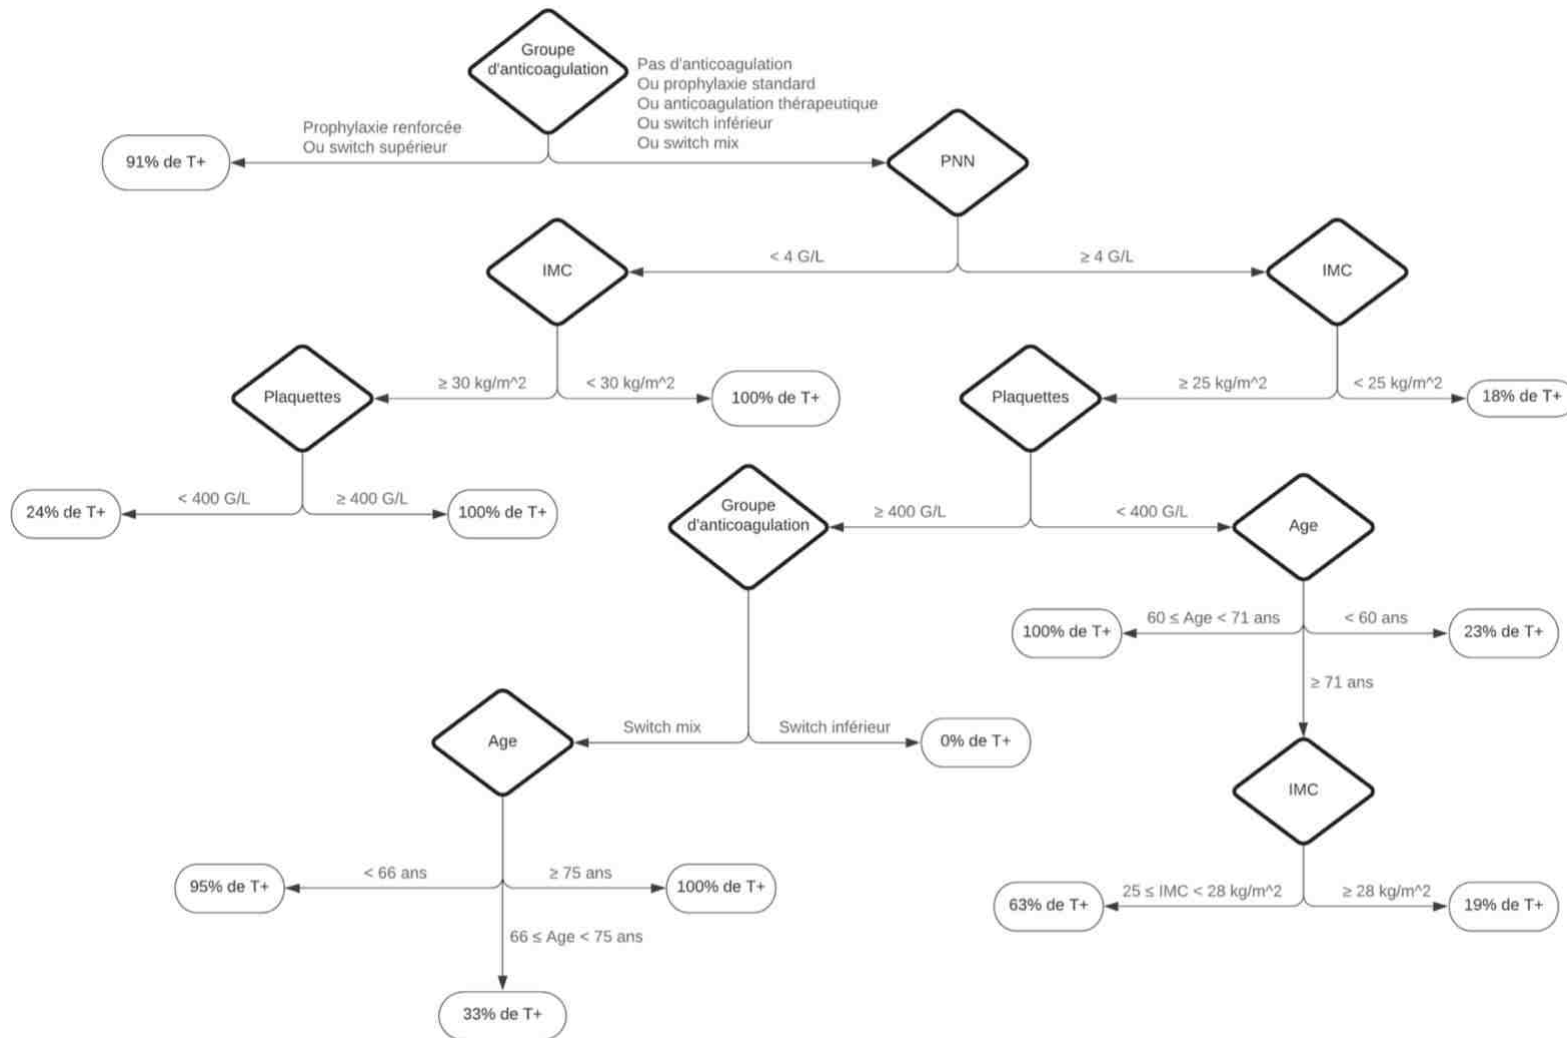 Groupe
d'anticoagulation
Pas d'anticoagulation
Ou prophylaxie standard
Ou anticoagulation thérapeutique
Ou switch inférieur
Ou switch mix
Prophylaxie renforcée
Ou switch supérieur
91% de T+
PNN
< 4 G/L
≥ 4 G/L
IMC
IMC
≥ 30 kg/m^2
< 30 kg/m^2
≥ 25 kg/m^2
< 25 kg/m^2
Plaquettes
100% de T+
Plaquettes
18% de T+
< 400 G/L
≥ 400 G/L
24% de T+
100% de T+
Groupe
d'anticoagulation
≥ 400 G/L
< 400 G/L
Age
60 ≤ Age < 71 ans
< 60 ans
100% de T+
23% de T+
≥ 71 ans
Switch mix
Switch inférieur
Age
0% de T+
IMC
< 66 ans
≥ 75 ans
95% de T+
100% de T+
25 ≤ IMC < 28 kg/m^2
≥ 28 kg/m^2
63% de T+
19% de T+
66 ≤ Age < 75 ans
33% de T+